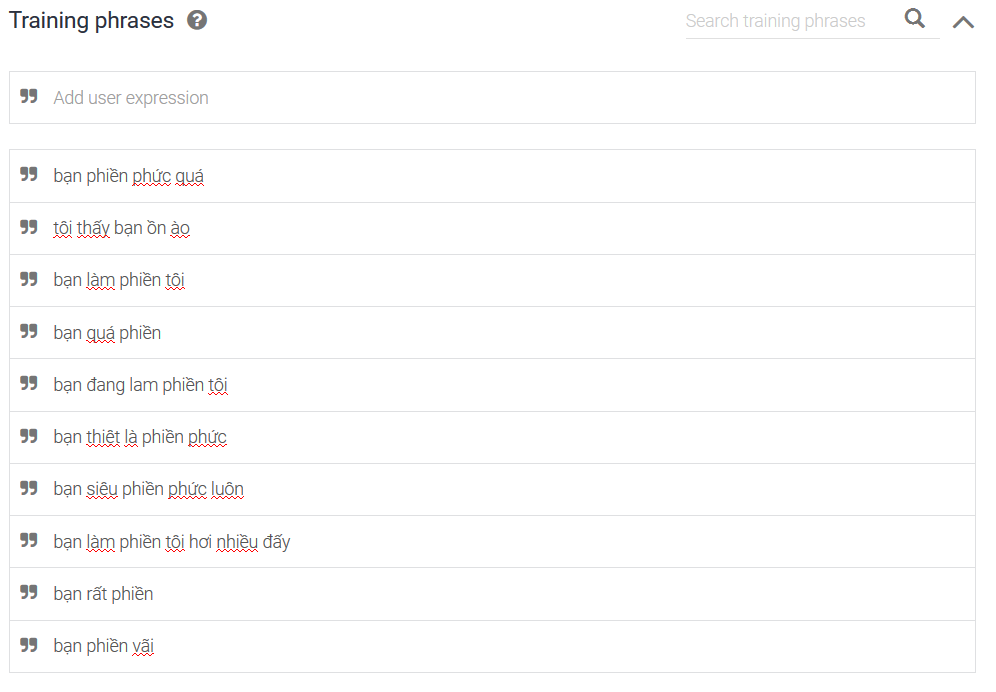 Training phrases
Search training phrases
Add user expression
bạn phiền phức quá
tôi thấy bạn ồn ào
bạn làm phiền tôi
bạn quá phiền
bạn đang lam phiền tôi
bạn thiệt là phiền phức
bạn siêu phiền phức luôn
bạn làm phiền tôi hơi nhiều đấy
bạn rất phiền
bạn phiền vãi